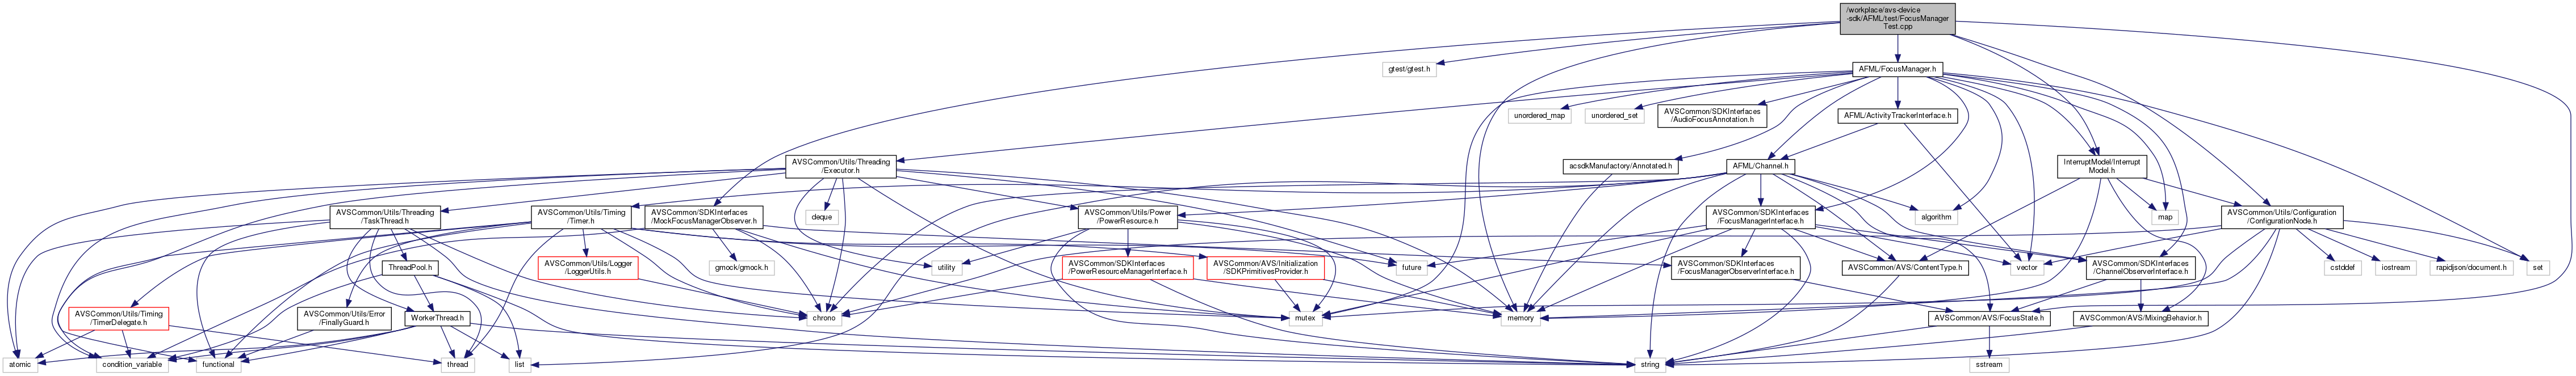 /workplace/avs-device
-sdk/AFML/test/FocusManager
Test.cpp
gtest/gtest.h
AFML/FocusManager.h
unordered_map
unordered_set
AVSCommon/SDKInterfaces
/AudioFocusAnnotation.h
AFML/ActivityTrackerInterface.h
AVSCommon/Utils/Threading
/Executor.h
acsdkManufactory/Annotated.h
AFML/Channel.h
InterruptModel/Interrupt
Model.h
AVSCommon/Utils/Threading
/TaskThread.h
AVSCommon/Utils/Timing
/Timer.h
AVSCommon/SDKInterfaces
/MockFocusManagerObserver.h
deque
AVSCommon/Utils/Power
/PowerResource.h
AVSCommon/SDKInterfaces
/FocusManagerInterface.h
algorithm
map
AVSCommon/Utils/Configuration
/ConfigurationNode.h
ThreadPool.h
AVSCommon/Utils/Logger
/LoggerUtils.h
gmock/gmock.h
utility
AVSCommon/SDKInterfaces
/PowerResourceManagerInterface.h
AVSCommon/AVS/Initialization
/SDKPrimitivesProvider.h
future
AVSCommon/SDKInterfaces
/FocusManagerObserverInterface.h
AVSCommon/AVS/ContentType.h
vector
AVSCommon/SDKInterfaces
/ChannelObserverInterface.h
cstddef
iostream
rapidjson/document.h
set
AVSCommon/Utils/Timing
/TimerDelegate.h
AVSCommon/Utils/Error
/FinallyGuard.h
WorkerThread.h
chrono
mutex
memory
AVSCommon/AVS/FocusState.h
AVSCommon/AVS/MixingBehavior.h
atomic
condition_variable
functional
thread
list
string
sstream